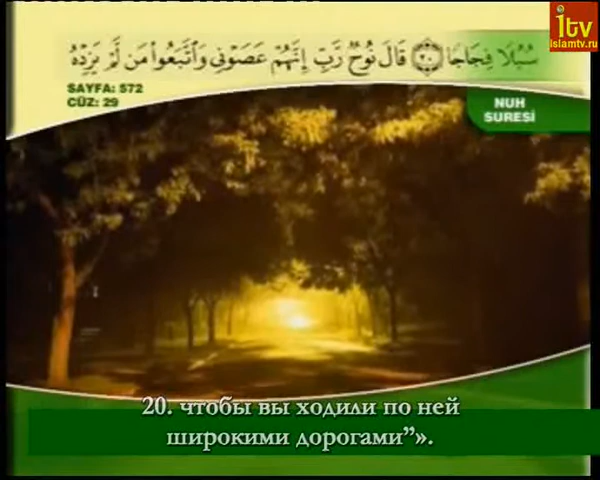 itv
islamtv.ru
سُبُلًا فِجَاجًا ﴿٢٠﴾ قَالَ نُوحٌ رَّبِّ إِنَّهُمْ عَصَوْنِي وَاتَّبَعُوا مَن لَّمْ يَزِدْهُ
SAYFA: 572
CÜZ: 29
NUH
SURESİ
20. чтобы вы ходили по ней
широкими дорогами”».